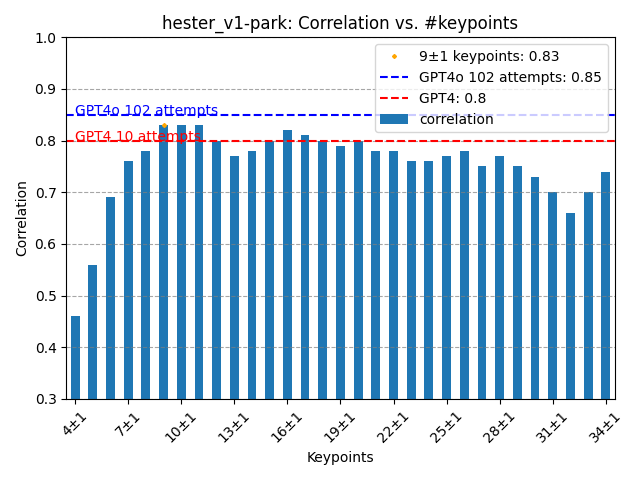 hester_v1-park: Correlation vs. #keypoints
1.0
0.9
0.8
0.7
0.6
0.5
0.4
0.3
Correlation
9±1 keypoints: 0.83
GPT4o 102 attempts: 0.85
GPT4: 0.8
correlation
GPT4o 102 attempts
GPT4 10 attempts
4±1
7±1
10±1
13±1
16±1
19±1
22±1
25±1
28±1
31±1
34±1
Keypoints